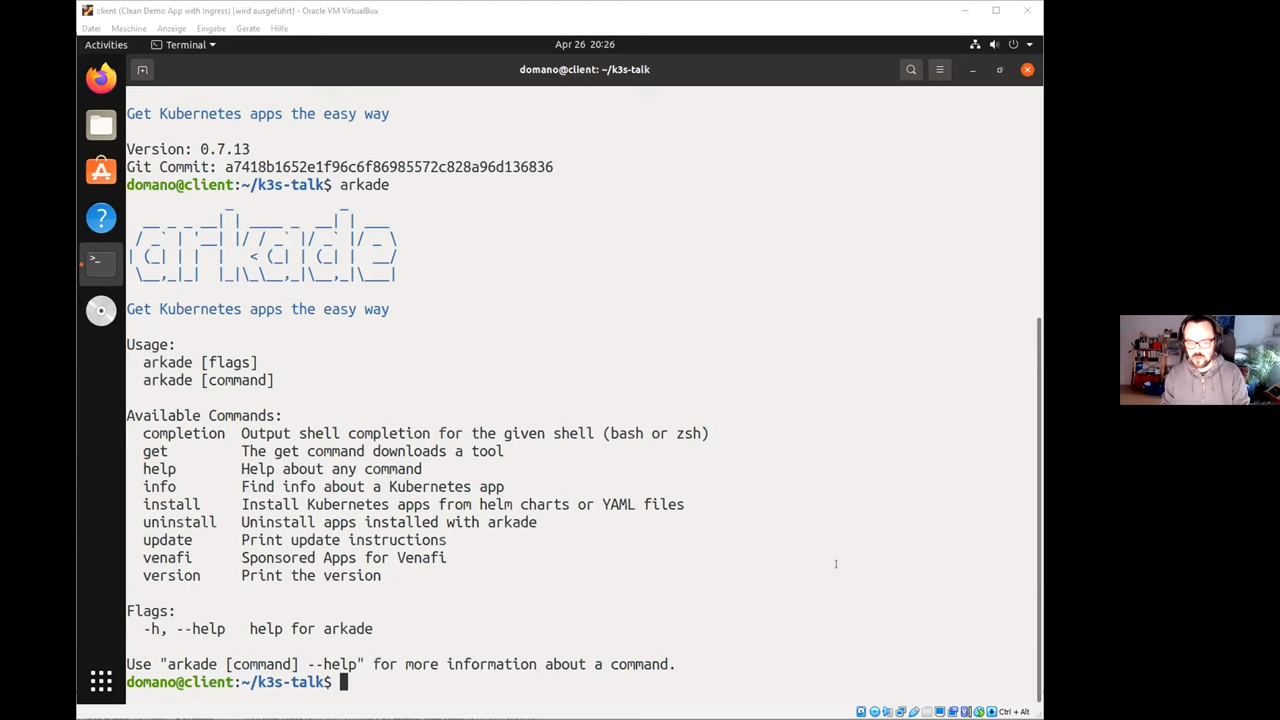 client (Clean Demo App with Ingress) [wird ausgeführt] - Oracle VM VirtualBox
Datei Maschine Anzeige Eingabe Geräte Hilfe
Activities Terminal Apr 26 20:26
domano@client: ~/k3s-talk
Get Kubernetes apps the easy way
Version: 0.7.13
Git Commit: a7418b1652e1f96c6f86985572c828a96d136836
domano@client:~/k3s-talk$ arkade
arkade
Get Kubernetes apps the easy way
Usage:
arkade [flags]
arkade [command]
Available Commands:
completion Output shell completion for the given shell (bash or zsh)
get The get command downloads a tool
help Help about any command
info Find info about a Kubernetes app
install Install Kubernetes apps from helm charts or YAML files
uninstall Uninstall apps installed with arkade
update Print update instructions
venafi Sponsored Apps for Venafi
version Print the version
Flags:
-h, --help help for arkade
Use "arkade [command] --help" for more information about a command.
domano@client:~/k3s-talk$
Ctrl + Alt